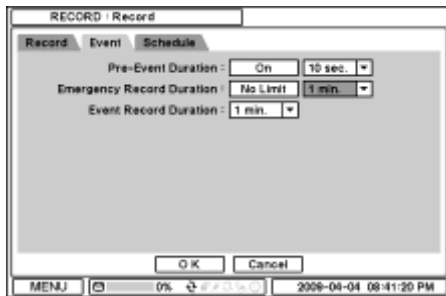 RECORD : Record
Record Event Schedule
Pre-Event Duration : On 10 sec.
Emergency Record Duration : No Limit 1 min.
Event Record Duration : 1 min.
OK Cancel
MENU 0% 2009-04-04 08:41:20 PM